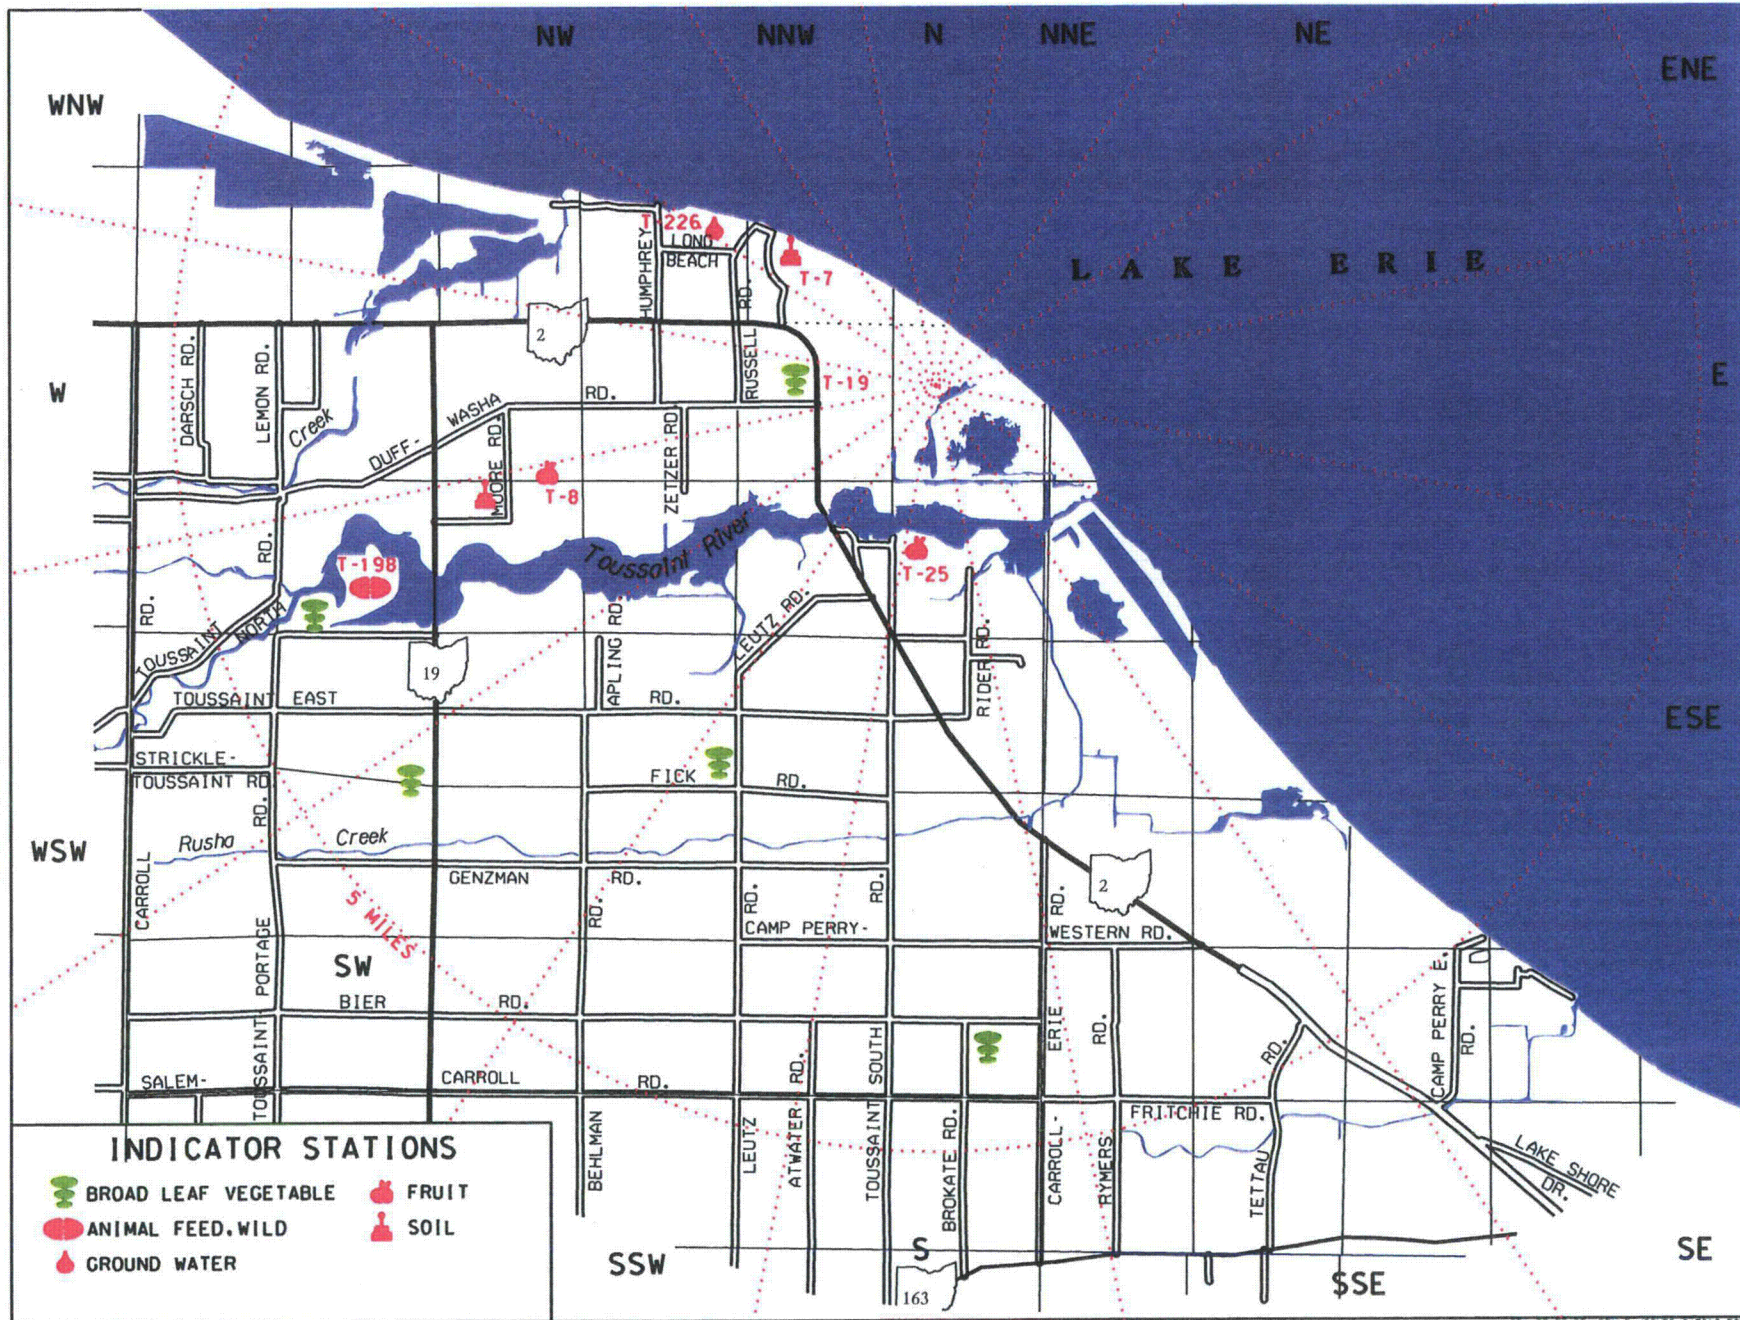 NW
NNW
N
NNE
NE
ENE
WNW
T-226
LONG
BEACH
HUMPHREY
T-7
LAKE ERIE
RD.
2
DARSCH RD.
LEMON RD.
RUSSELL
T-19
E
W
Creek
DUFF-
WASHA
RD.
MOORE RD.
T-8
ZETZER RD.
Toussaint River
T-25
T-198
RD.
RD.
TOUSSAINT
NORTH
LEUTZ RD.
APLING RD.
RIDER RD.
19
TOUSSAINT EAST
RD.
ESE
STRICKLE-
TOUSSAINT RD.
FICK
RD.
RD.
WSW
Rusha
Creek
CARROLL
GENZMAN
RD.
RD.
2
5 MILES
RD.
RD.
RD.
CAMP PERRY-
WESTERN RD.
SW
TOUSSAINT PORTAGE
BIER
RD.
CAMP PERRY E.
RD.
ERIE
RD.
RD.
SALEM-
CARROLL
RD.
ATWATER RD.
TOUSSAINT SOUTH
BROKATE RD.
FRITCHIE RD.
BEHLMAN
LEUTZ
CARROLL-
RYMERS
TETTAU
LAKE SHORE
DR.
INDICATOR STATIONS
BROAD LEAF VEGETABLE
FRUIT
ANIMAL FEED.WILD
SOIL
GROUND WATER
SSW
S
163
SSE
SE